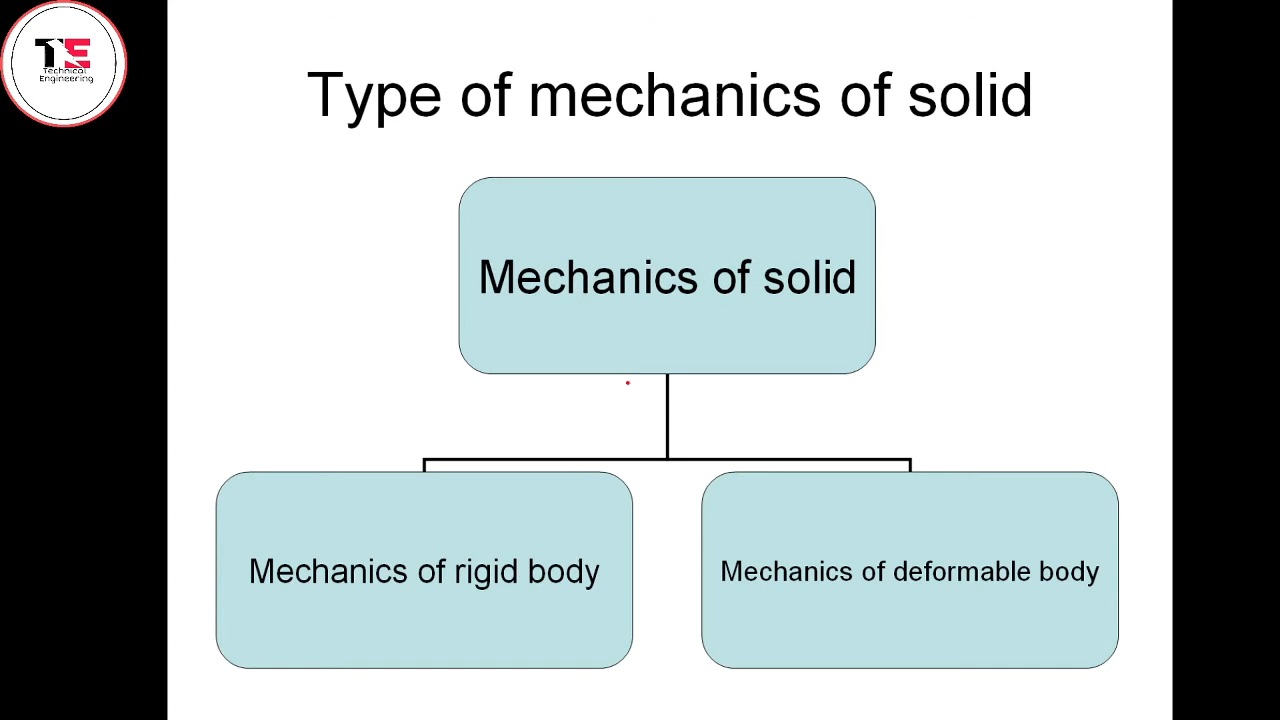 TE
Technical
Engineering
Type of mechanics of solid
Mechanics of solid
Mechanics of rigid body
Mechanics of deformable body